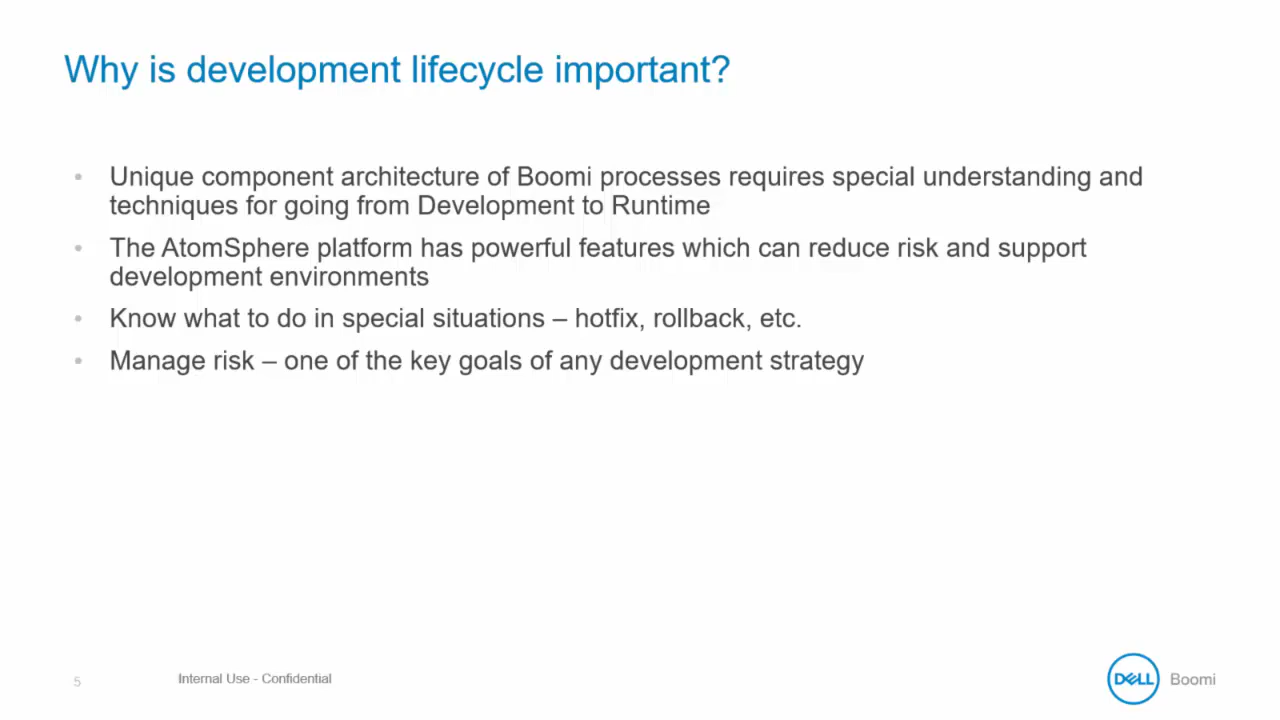 Why is development lifecycle important?
• Unique component architecture of Boomi processes requires special understanding and
techniques for going from Development to Runtime
• The AtomSphere platform has powerful features which can reduce risk and support
development environments
• Know what to do in special situations – hotfix, rollback, etc.
• Manage risk – one of the key goals of any development strategy
5
Internal Use - Confidential
DELL
Boomi